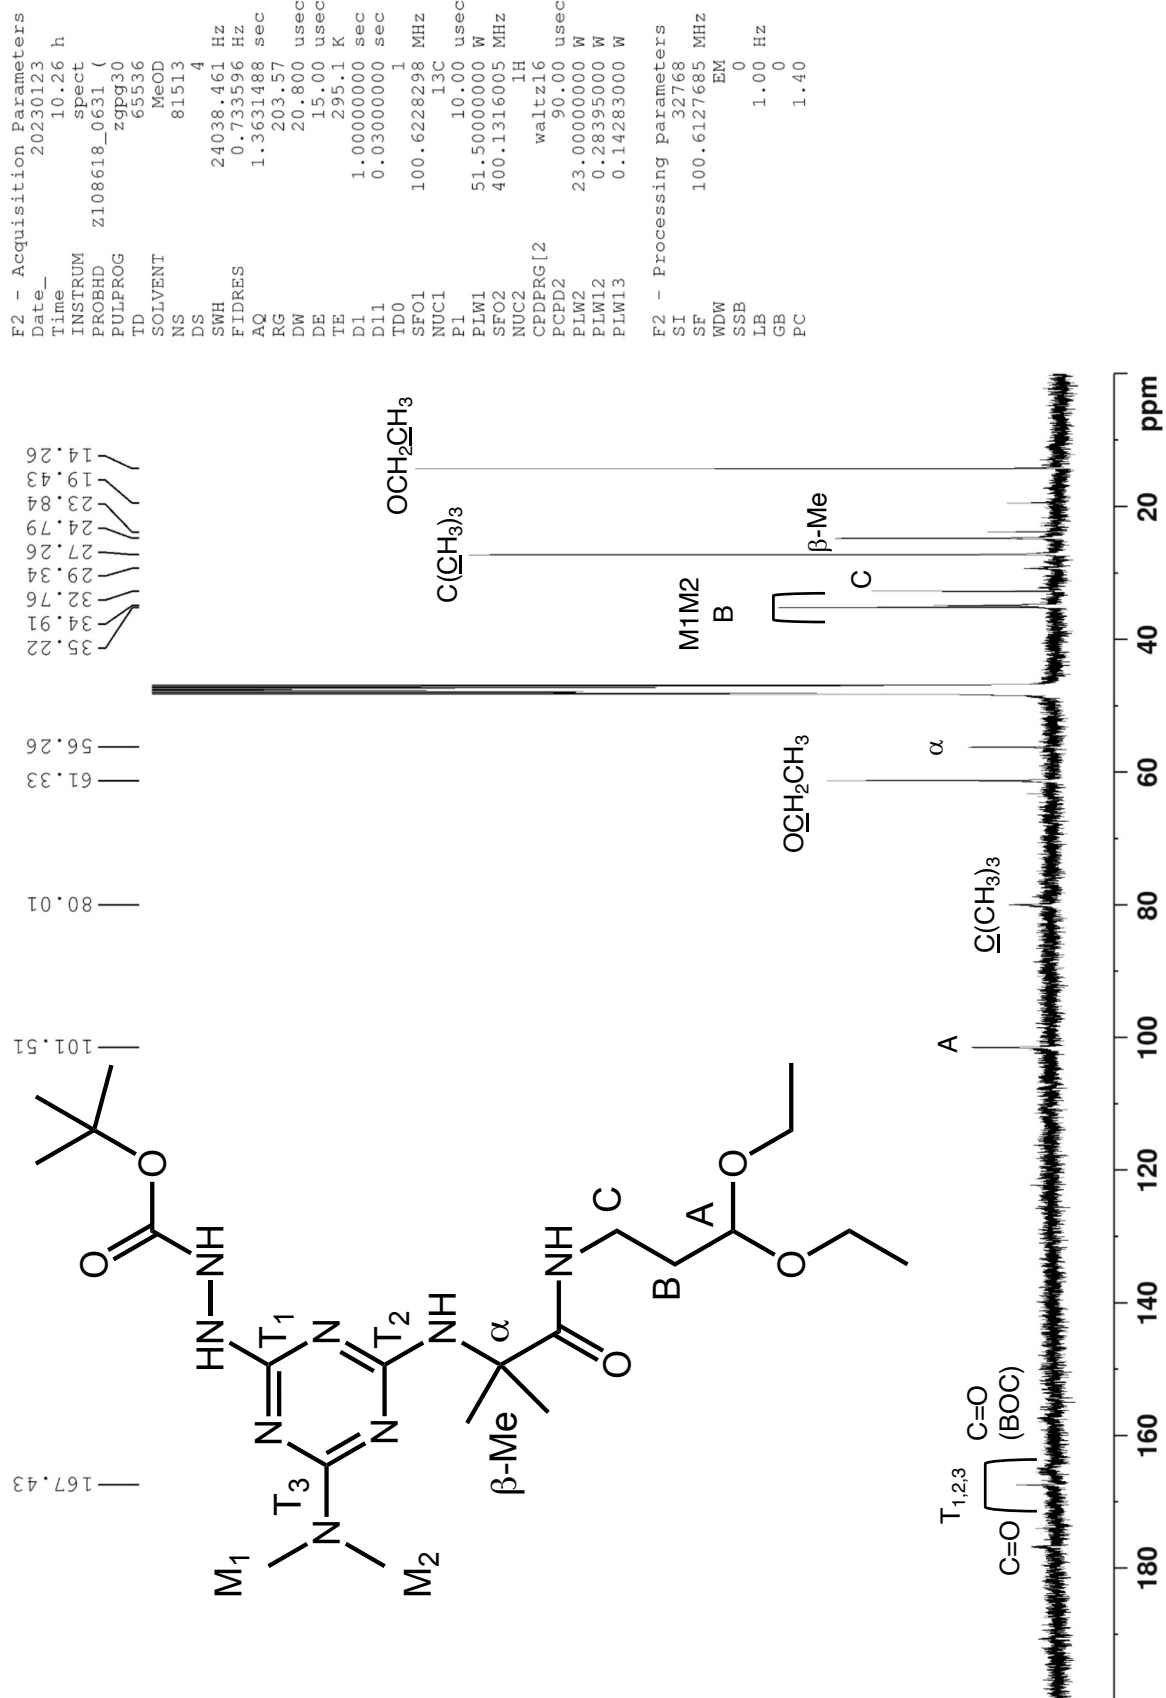 F2 - Acquisition Parameters
Date_ 20230123
Time 10.26 h
INSTRUM spect
PROBHD Z108618_0631 (
PULPROG zgpg30
TD 65536
SOLVENT MeOD
NS 81513
DS 4
SWH 24038.461 Hz
FIDRES 0.733596 Hz
AQ 1.3631488 sec
RG 203.57
DW 20.800 usec
DE 15.00 usec
TE 295.1 K
D1 1.00000000 sec
D11 0.03000000 sec
TD0 1
SFO1 100.6228298 MHz
NUC1 13C
P1 10.00 usec
PLW1 51.50000000 W
SFO2 400.1316005 MHz
NUC2 1H
CPDPRG[2 waltz16
PCPD2 90.00 usec
PLW2 23.00000000 W
PLW12 0.28395000 W
PLW13 0.14283000 W
F2 - Processing parameters
SI 32768
SF 100.6127685 MHz
WDW EM
SSB 0
LB 1.00 Hz
GB 0
PC 1.40
167.43
101.51
80.01
61.33
56.26
35.22
34.91
32.76
29.34
27.26
24.79
23.84
19.43
14.26
O
O
NH
HN
T1
N
N
N
T2
T3
N
M1
M2
NH
α
β-Me
O
NH
C
B
A
O
O
C=O
T1,2,3
C=O
(BOC)
A
C(CH3)3
OCH2CH3
α
M1M2
B
C
C(CH3)3
β-Me
OCH2CH3
180
160
140
120
100
80
60
40
20
ppm